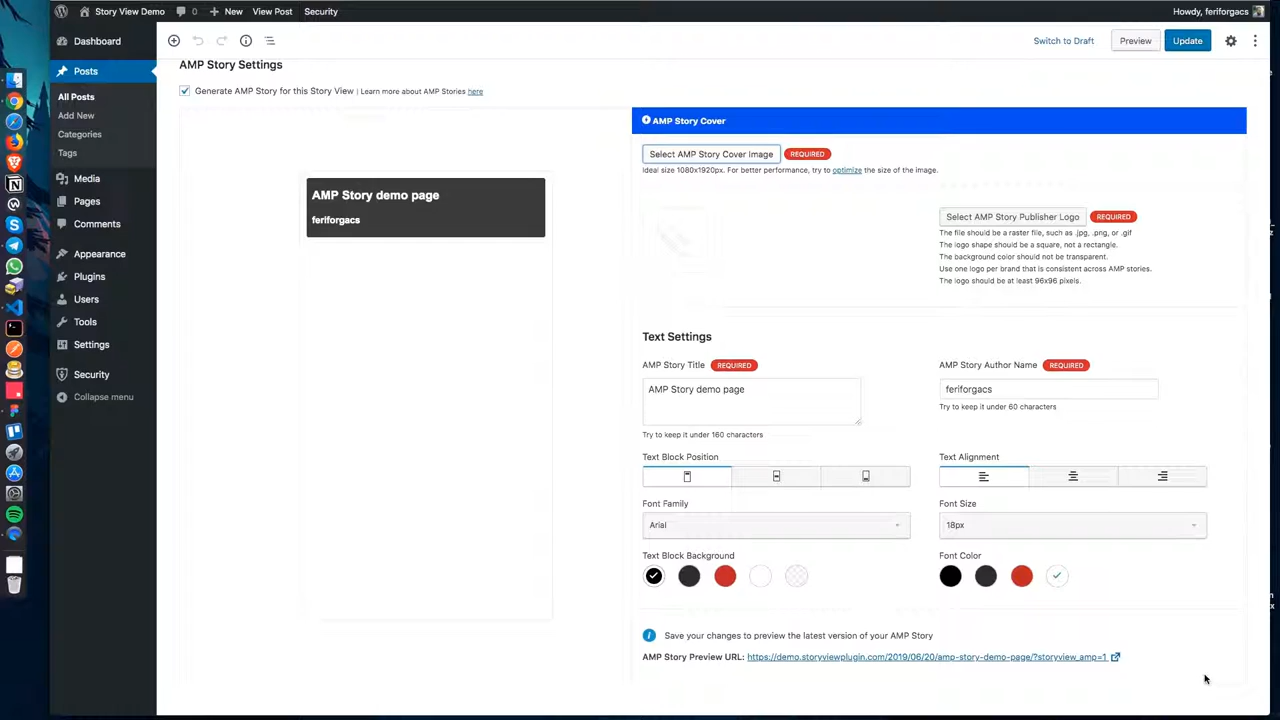 Story View Demo 0 New View Post Security Howdy, feriforgacs
Dashboard
Posts
All Posts
Add New
Categories
Tags
Media
Pages
Comments
Appearance
Plugins
Users
Tools
Settings
Security
Collapse menu
Switch to Draft Preview Update
AMP Story Settings
Generate AMP Story for this Story View | Learn more about AMP Stories here
AMP Story demo page
feriforgacs
AMP Story Cover
Select AMP Story Cover Image REQUIRED
Ideal size 1080x1920px. For better performance, try to optimize the size of the image.
Select AMP Story Publisher Logo REQUIRED
The file should be a raster file, such as .jpg, .png, or .gif
The logo shape should be a square, not a rectangle.
The background color should not be transparent.
Use one logo per brand that is consistent across AMP stories.
The logo should be at least 96x96 pixels.
Text Settings
AMP Story Title REQUIRED
AMP Story demo page
Try to keep it under 160 characters
AMP Story Author Name REQUIRED
feriforgacs
Try to keep it under 60 characters
Text Block Position
Text Alignment
Font Family
Arial
Font Size
18px
Text Block Background
Font Color
Save your changes to preview the latest version of your AMP Story
AMP Story Preview URL: https://demo.storyviewplugin.com/2019/06/20/amp-story-demo-page/?storyview_amp=1